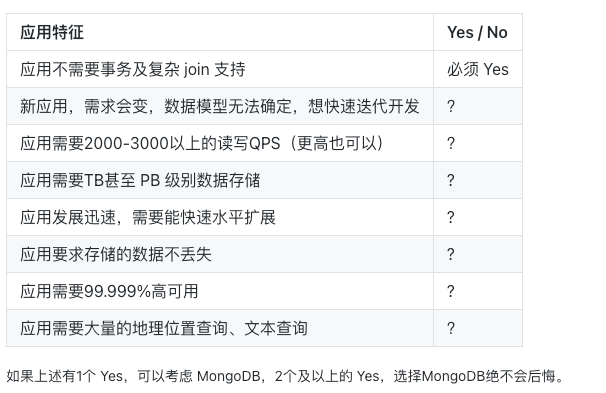 应用特征 Yes / No
应用不需要事务及复杂 join 支持 必须 Yes
新应用，需求会变，数据模型无法确定，想快速迭代开发 ?
应用需要2000-3000以上的读写QPS（更高也可以） ?
应用需要TB甚至 PB 级别数据存储 ?
应用发展迅速，需要能快速水平扩展 ?
应用要求存储的数据不丢失 ?
应用需要99.999%高可用 ?
应用需要大量的地理位置查询、文本查询 ?
如果上述有1个 Yes，可以考虑 MongoDB，2个及以上的 Yes，选择MongoDB绝不会后悔。